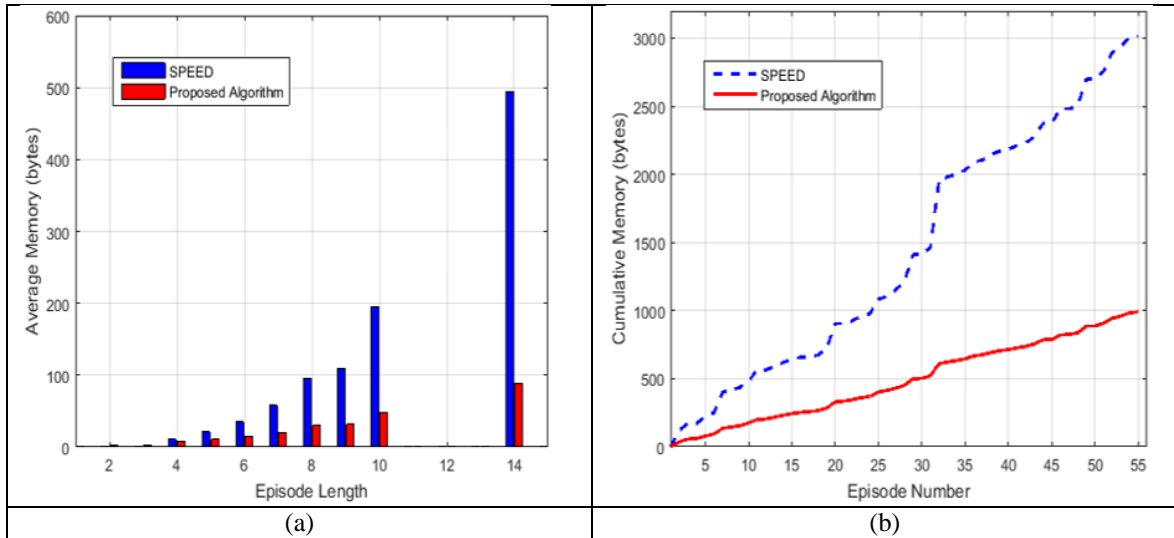 600
500
400
300
200
100
0
Average Memory (bytes)
SPEED
Proposed Algorithm
2 4 6 8 10 12 14
Episode Length
3000
2500
2000
1500
1000
500
0
Cumulative Memory (bytes)
SPEED
Proposed Algorithm
5 10 15 20 25 30 35 40 45 50 55
Episode Number
(a)
(b)